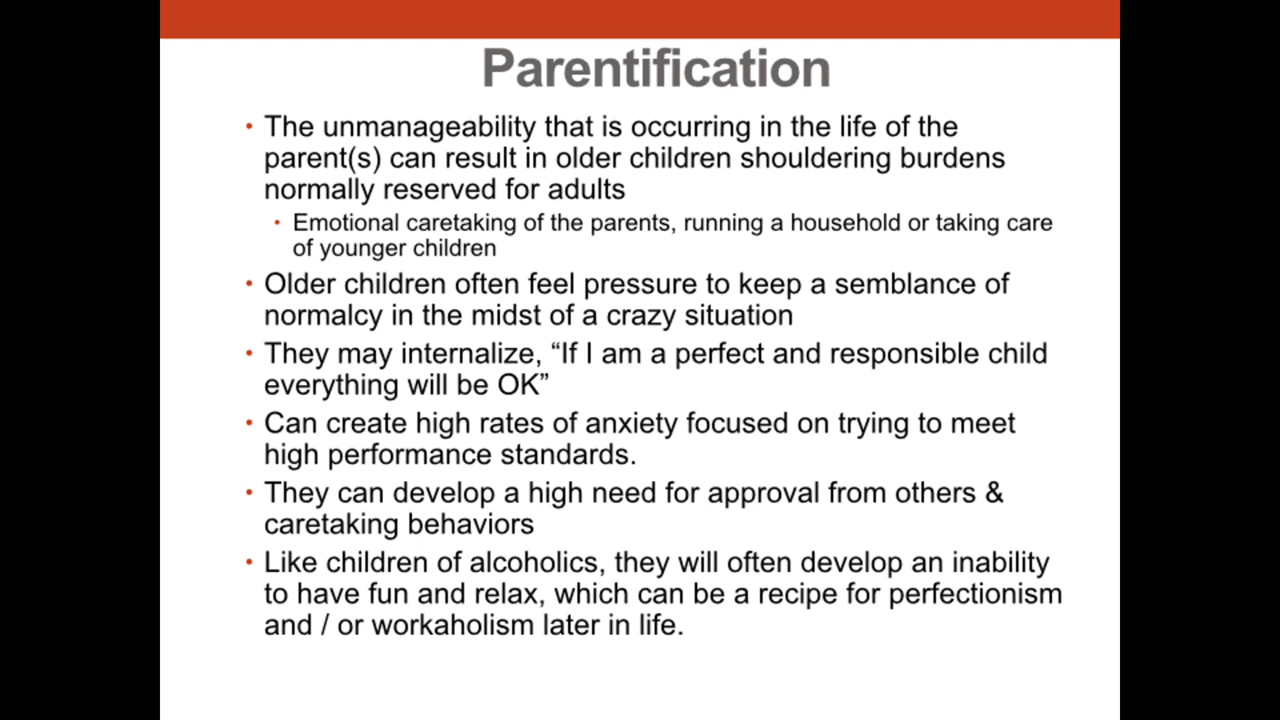 Parentification
• The unmanageability that is occurring in the life of the
parent(s) can result in older children shouldering burdens
normally reserved for adults
• Emotional caretaking of the parents, running a household or taking care
of younger children
• Older children often feel pressure to keep a semblance of
normalcy in the midst of a crazy situation
• They may internalize, “If I am a perfect and responsible child
everything will be OK”
• Can create high rates of anxiety focused on trying to meet
high performance standards.
• They can develop a high need for approval from others &
caretaking behaviors
• Like children of alcoholics, they will often develop an inability
to have fun and relax, which can be a recipe for perfectionism
and / or workaholism later in life.